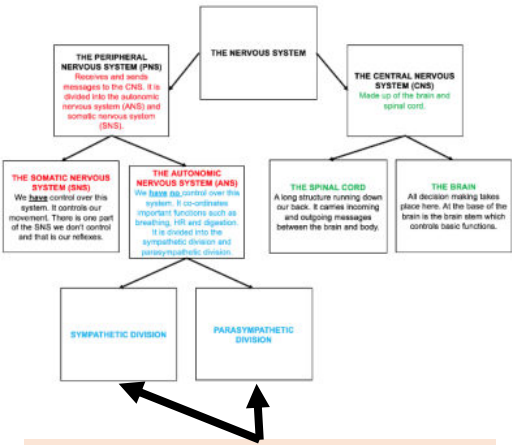 THE NERVOUS SYSTEM
THE PERIPHERAL
NERVOUS SYSTEM (PNS)
Receives and sends
messages to the CNS. It is
divided into the autonomic
nervous system (ANS) and
somatic nervous system
(SNS).
THE CENTRAL NERVOUS
SYSTEM (CNS)
Made up of the brain and
spinal cord.
THE SOMATIC NERVOUS
SYSTEM (SNS)
We have control over this
system. It controls our
movement. There is one part
of the SNS we don't control
and that is our reflexes.
THE AUTONOMIC
NERVOUS SYSTEM (ANS)
We have no control over this
system. It co-ordinates
important functions such as
breathing, HR and digestion.
It is divided into the
sympathetic division and
parasympathetic division.
THE SPINAL CORD
A long structure running down
our back. It carries incoming
and outgoing messages
between the brain and body.
THE BRAIN
All decision making takes
place here. At the base of the
brain is the brain stem which
controls basic functions.
SYMPATHETIC DIVISION
PARASYMPATHETIC
DIVISION